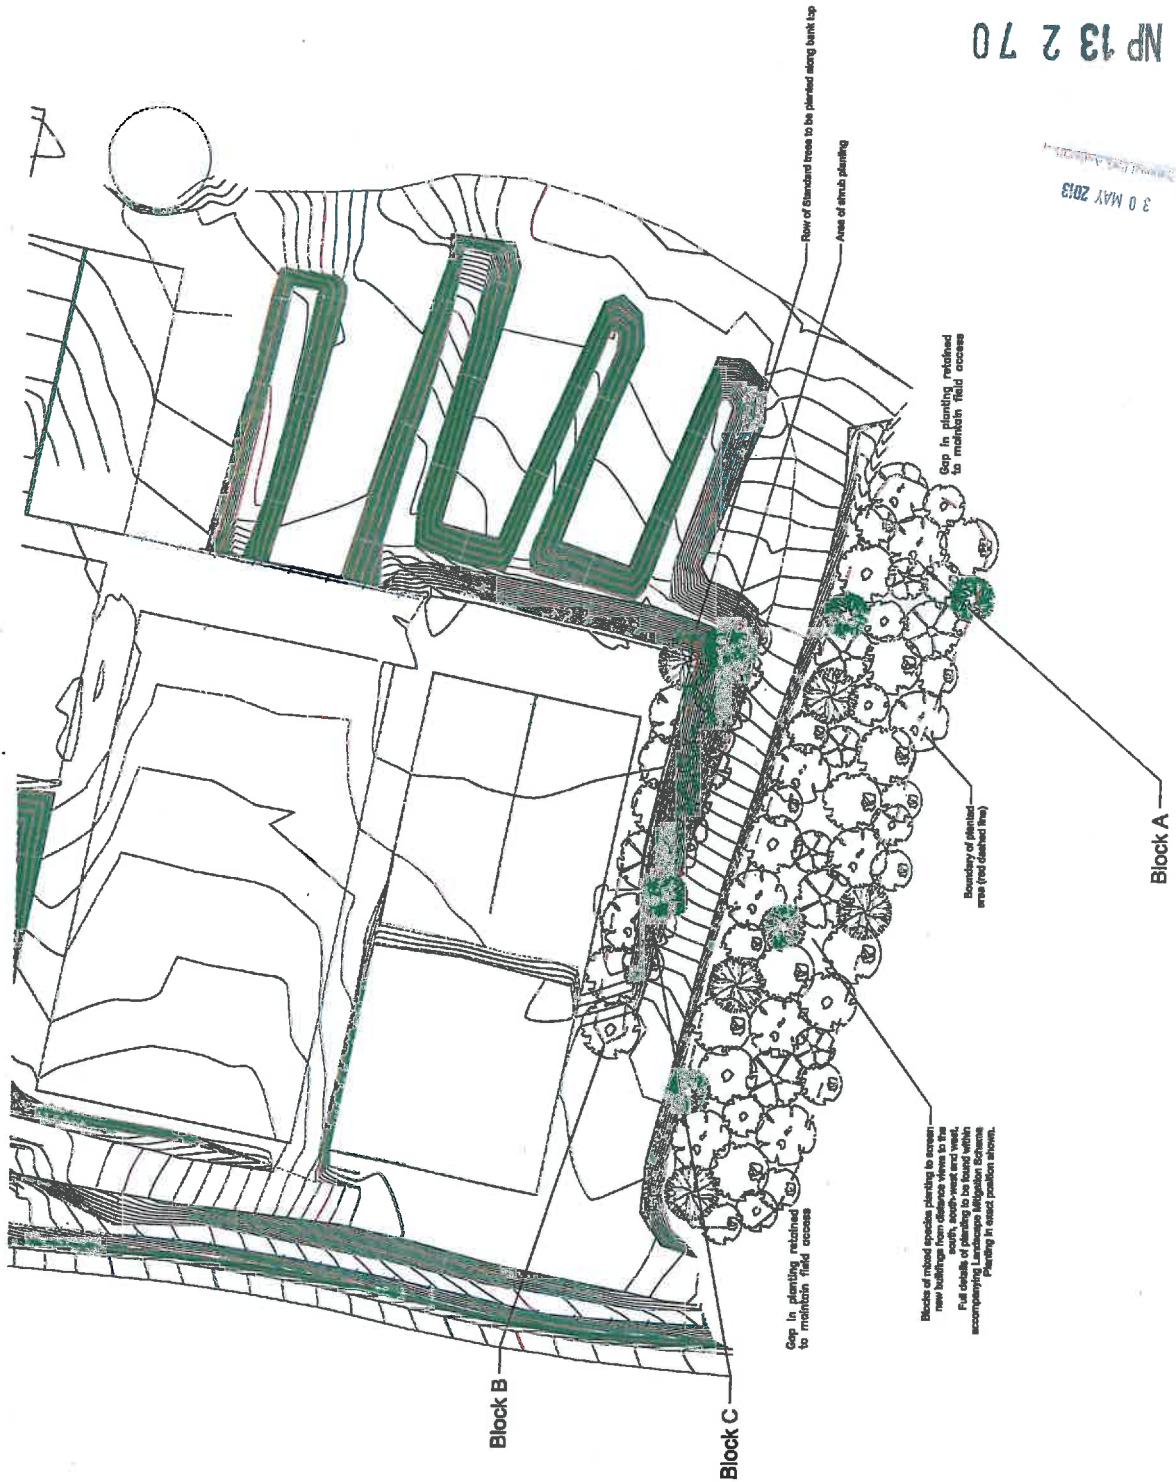 NP 13 2 70
30 MAY 2013
Row of Standard trees to be planted along bank top
Area of shrub planting
Gap in planting retained
to maintain field access
Boundary of planted
area (red dashed line)
Block A
Blocks of mixed species planting to screen
new buildings from distance views to the
south, south-west and west.
Full details of planting to be found within
accompanying Landscape Mitigation Scheme
Planting in exact position shown.
Gap in planting retained
to maintain field access
Block B
Block C